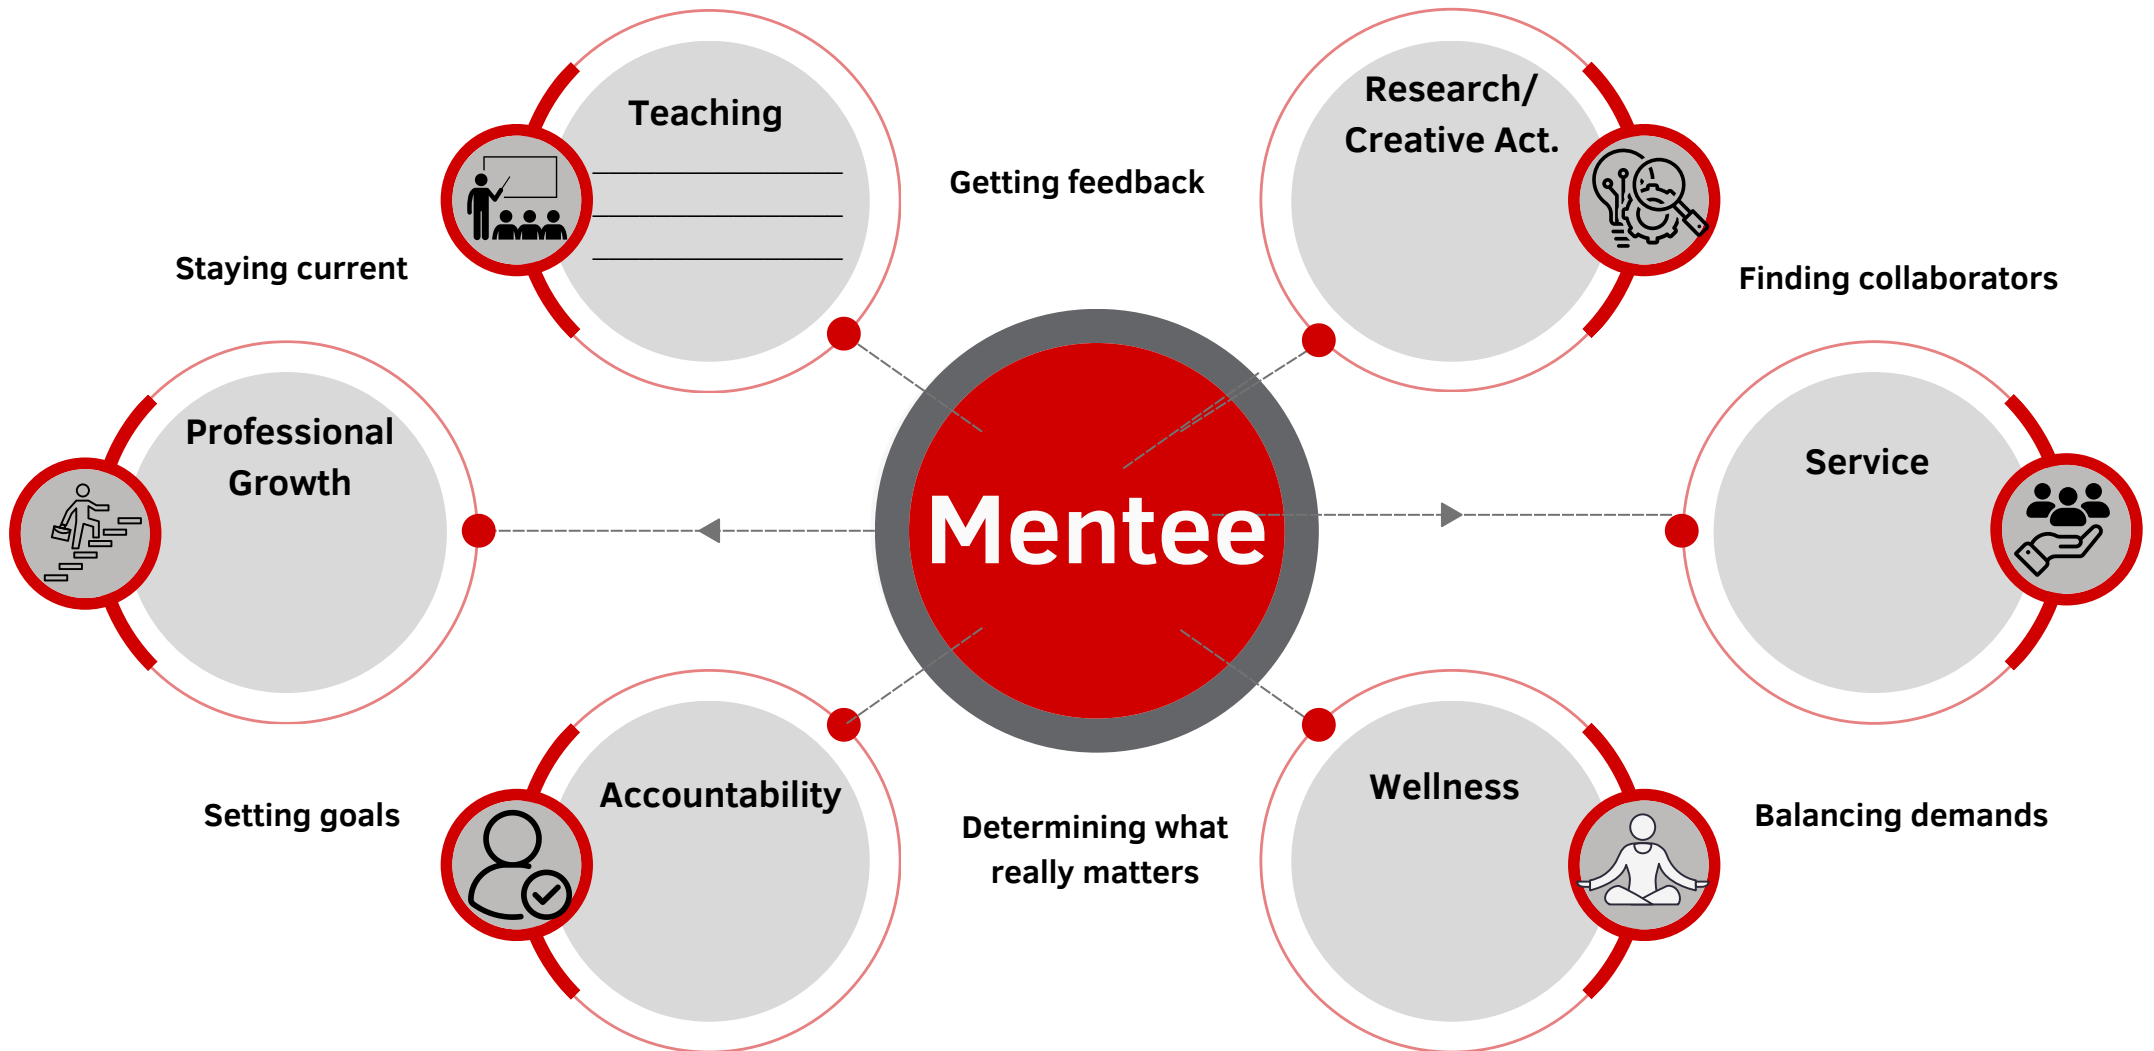 Teaching
Research/
Creative Act.
Getting feedback
Staying current
Finding collaborators
Professional
Growth
Service
Mentee
Accountability
Wellness
Setting goals
Determining what
really matters
Balancing demands